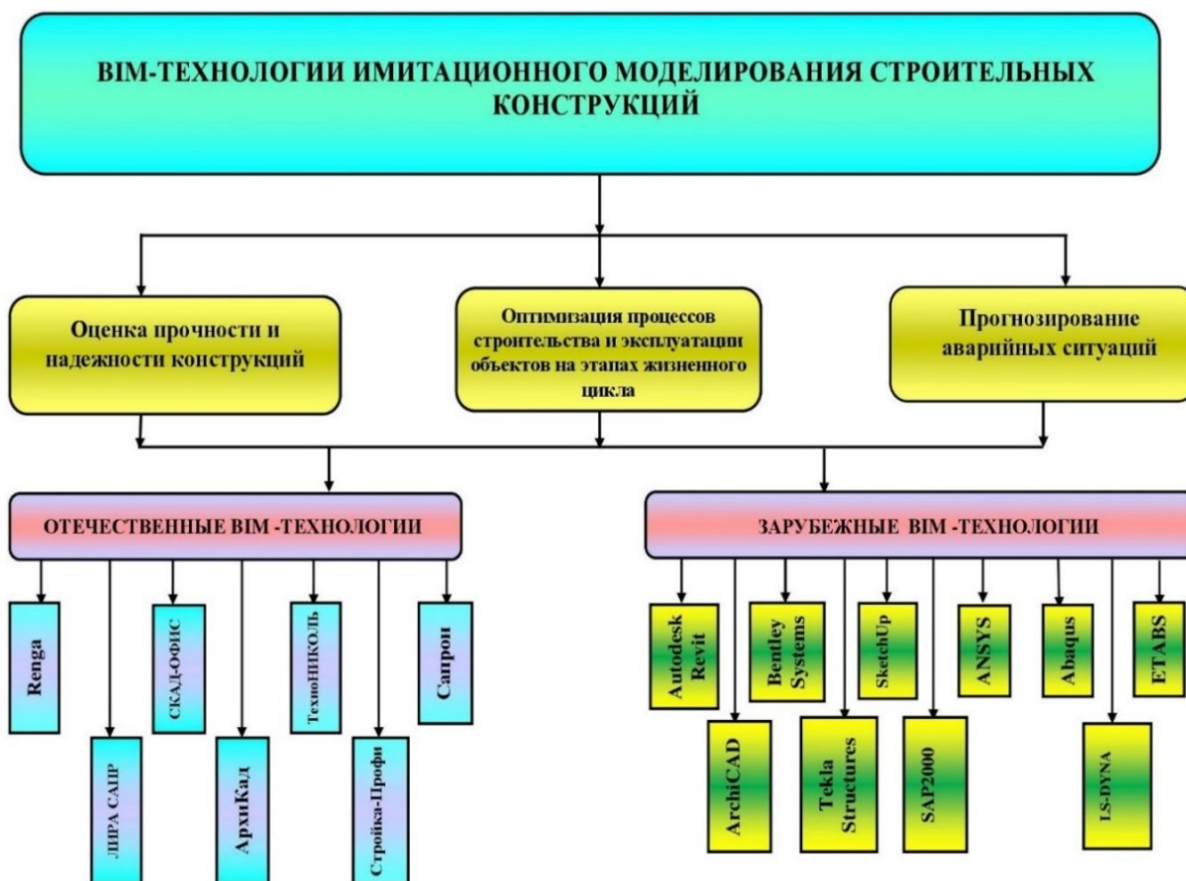 BIM-ТЕХНОЛОГИИ ИМИТАЦИОННОГО МОДЕЛИРОВАНИЯ СТРОИТЕЛЬНЫХ
КОНСТРУКЦИЙ
Оценка прочности и
надежности конструкций
Оптимизация процессов
строительства и эксплуатации
объектов на этапах жизненного
цикла
Прогнозирование
аварийных ситуаций
ОТЕЧЕСТВЕННЫЕ BIM -ТЕХНОЛОГИИ
Renga
ЛИРА САПР
СКАД-ОФИС
АрхиКад
ТехноНИКОЛЬ
Стройка-Профи
Сапрон
ЗАРУБЕЖНЫЕ BIM -ТЕХНОЛОГИИ
Autodesk
Revit
ArchiCAD
Bentley
Systems
Tekla
Structures
SketchUp
SAP2000
ANSYS
Abaqus
LS-DYNA
ETABS